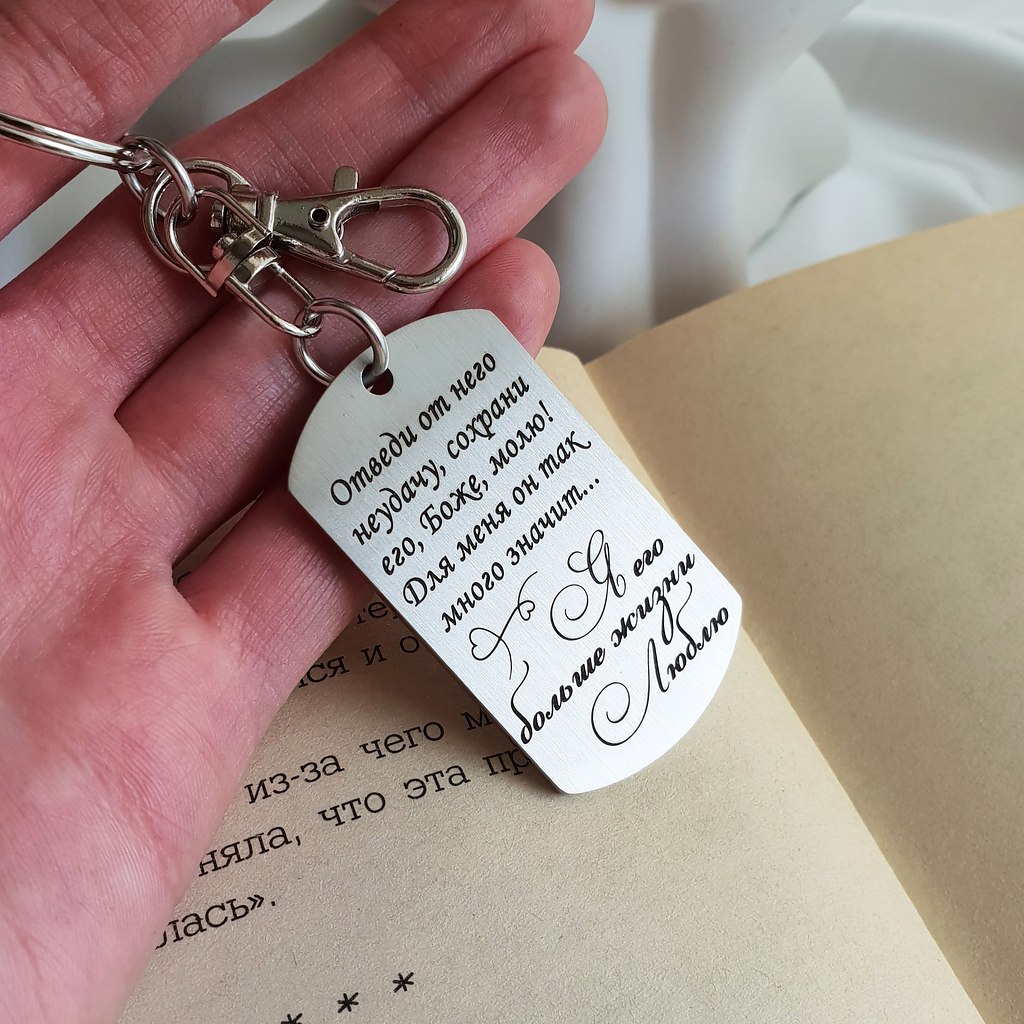 Отведи от него
неудачу, сохрани
его, Боже, молю!
Для меня он так
много значит...
Я его
больше жизни
Люблю
и о
из-за чего
что эта
* * *